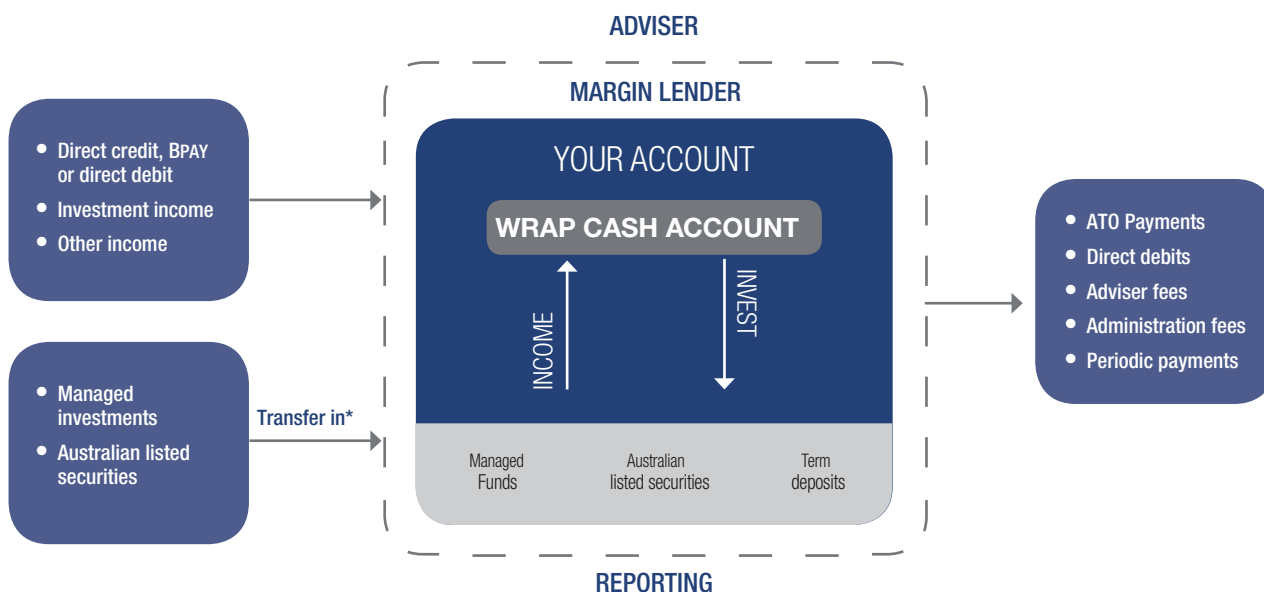 ADVISER
MARGIN LENDER
• Direct credit, BPAY
or direct debit
• Investment income
• Other income
• Managed
investments
• Australian listed
securities
Transfer in*
YOUR ACCOUNT
WRAP CASH ACCOUNT
INCOME
INVEST
Managed
Funds
Australian
listed securities
Term
deposits
• ATO Payments
• Direct debits
• Adviser fees
• Administration fees
• Periodic payments
REPORTING